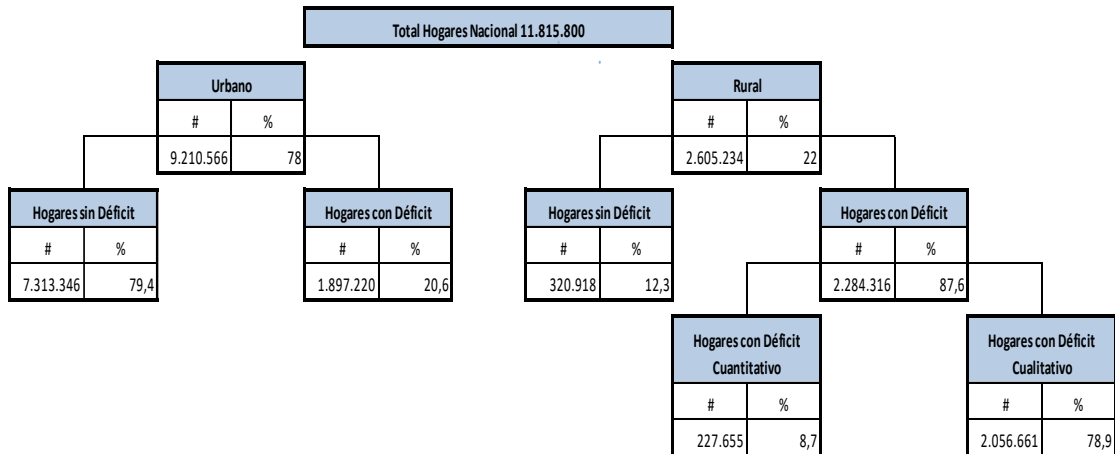 Total Hogares Nacional 11.815.800
Urbano
# %
9.210.566 78
Rural
# %
2.605.234 22
Hogares sin Déficit
# %
7.313.346 79,4
Hogares con Déficit
# %
1.897.220 20,6
Hogares sin Déficit
# %
320.918 12,3
Hogares con Déficit
# %
2.284.316 87,6
Hogares con Déficit
Cuantitativo
# %
227.655 8,7
Hogares con Déficit
Cualitativo
# %
2.056.661 78,9